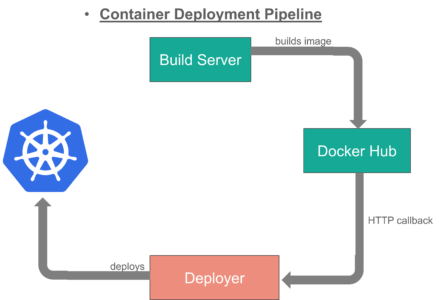 • Container Deployment Pipeline
builds image
Build Server
Docker Hub
HTTP callback
deploys
Deployer